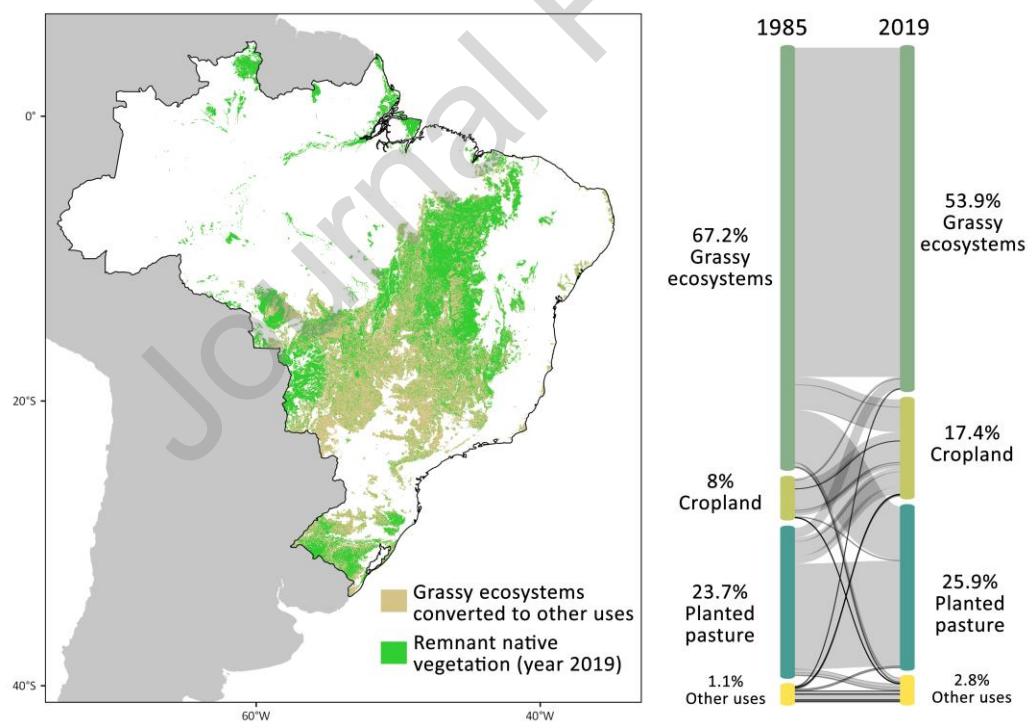 Journal P
0°
20°S
40°S
60°W
40°W
Grassy ecosystems
converted to other uses
Remnant native
vegetation (year 2019)
1985
2019
67.2%
Grassy
ecosystems
8%
Cropland
23.7%
Planted
pasture
1.1%
Other uses
53.9%
Grassy
ecosystems
17.4%
Cropland
25.9%
Planted
pasture
2.8%
Other uses